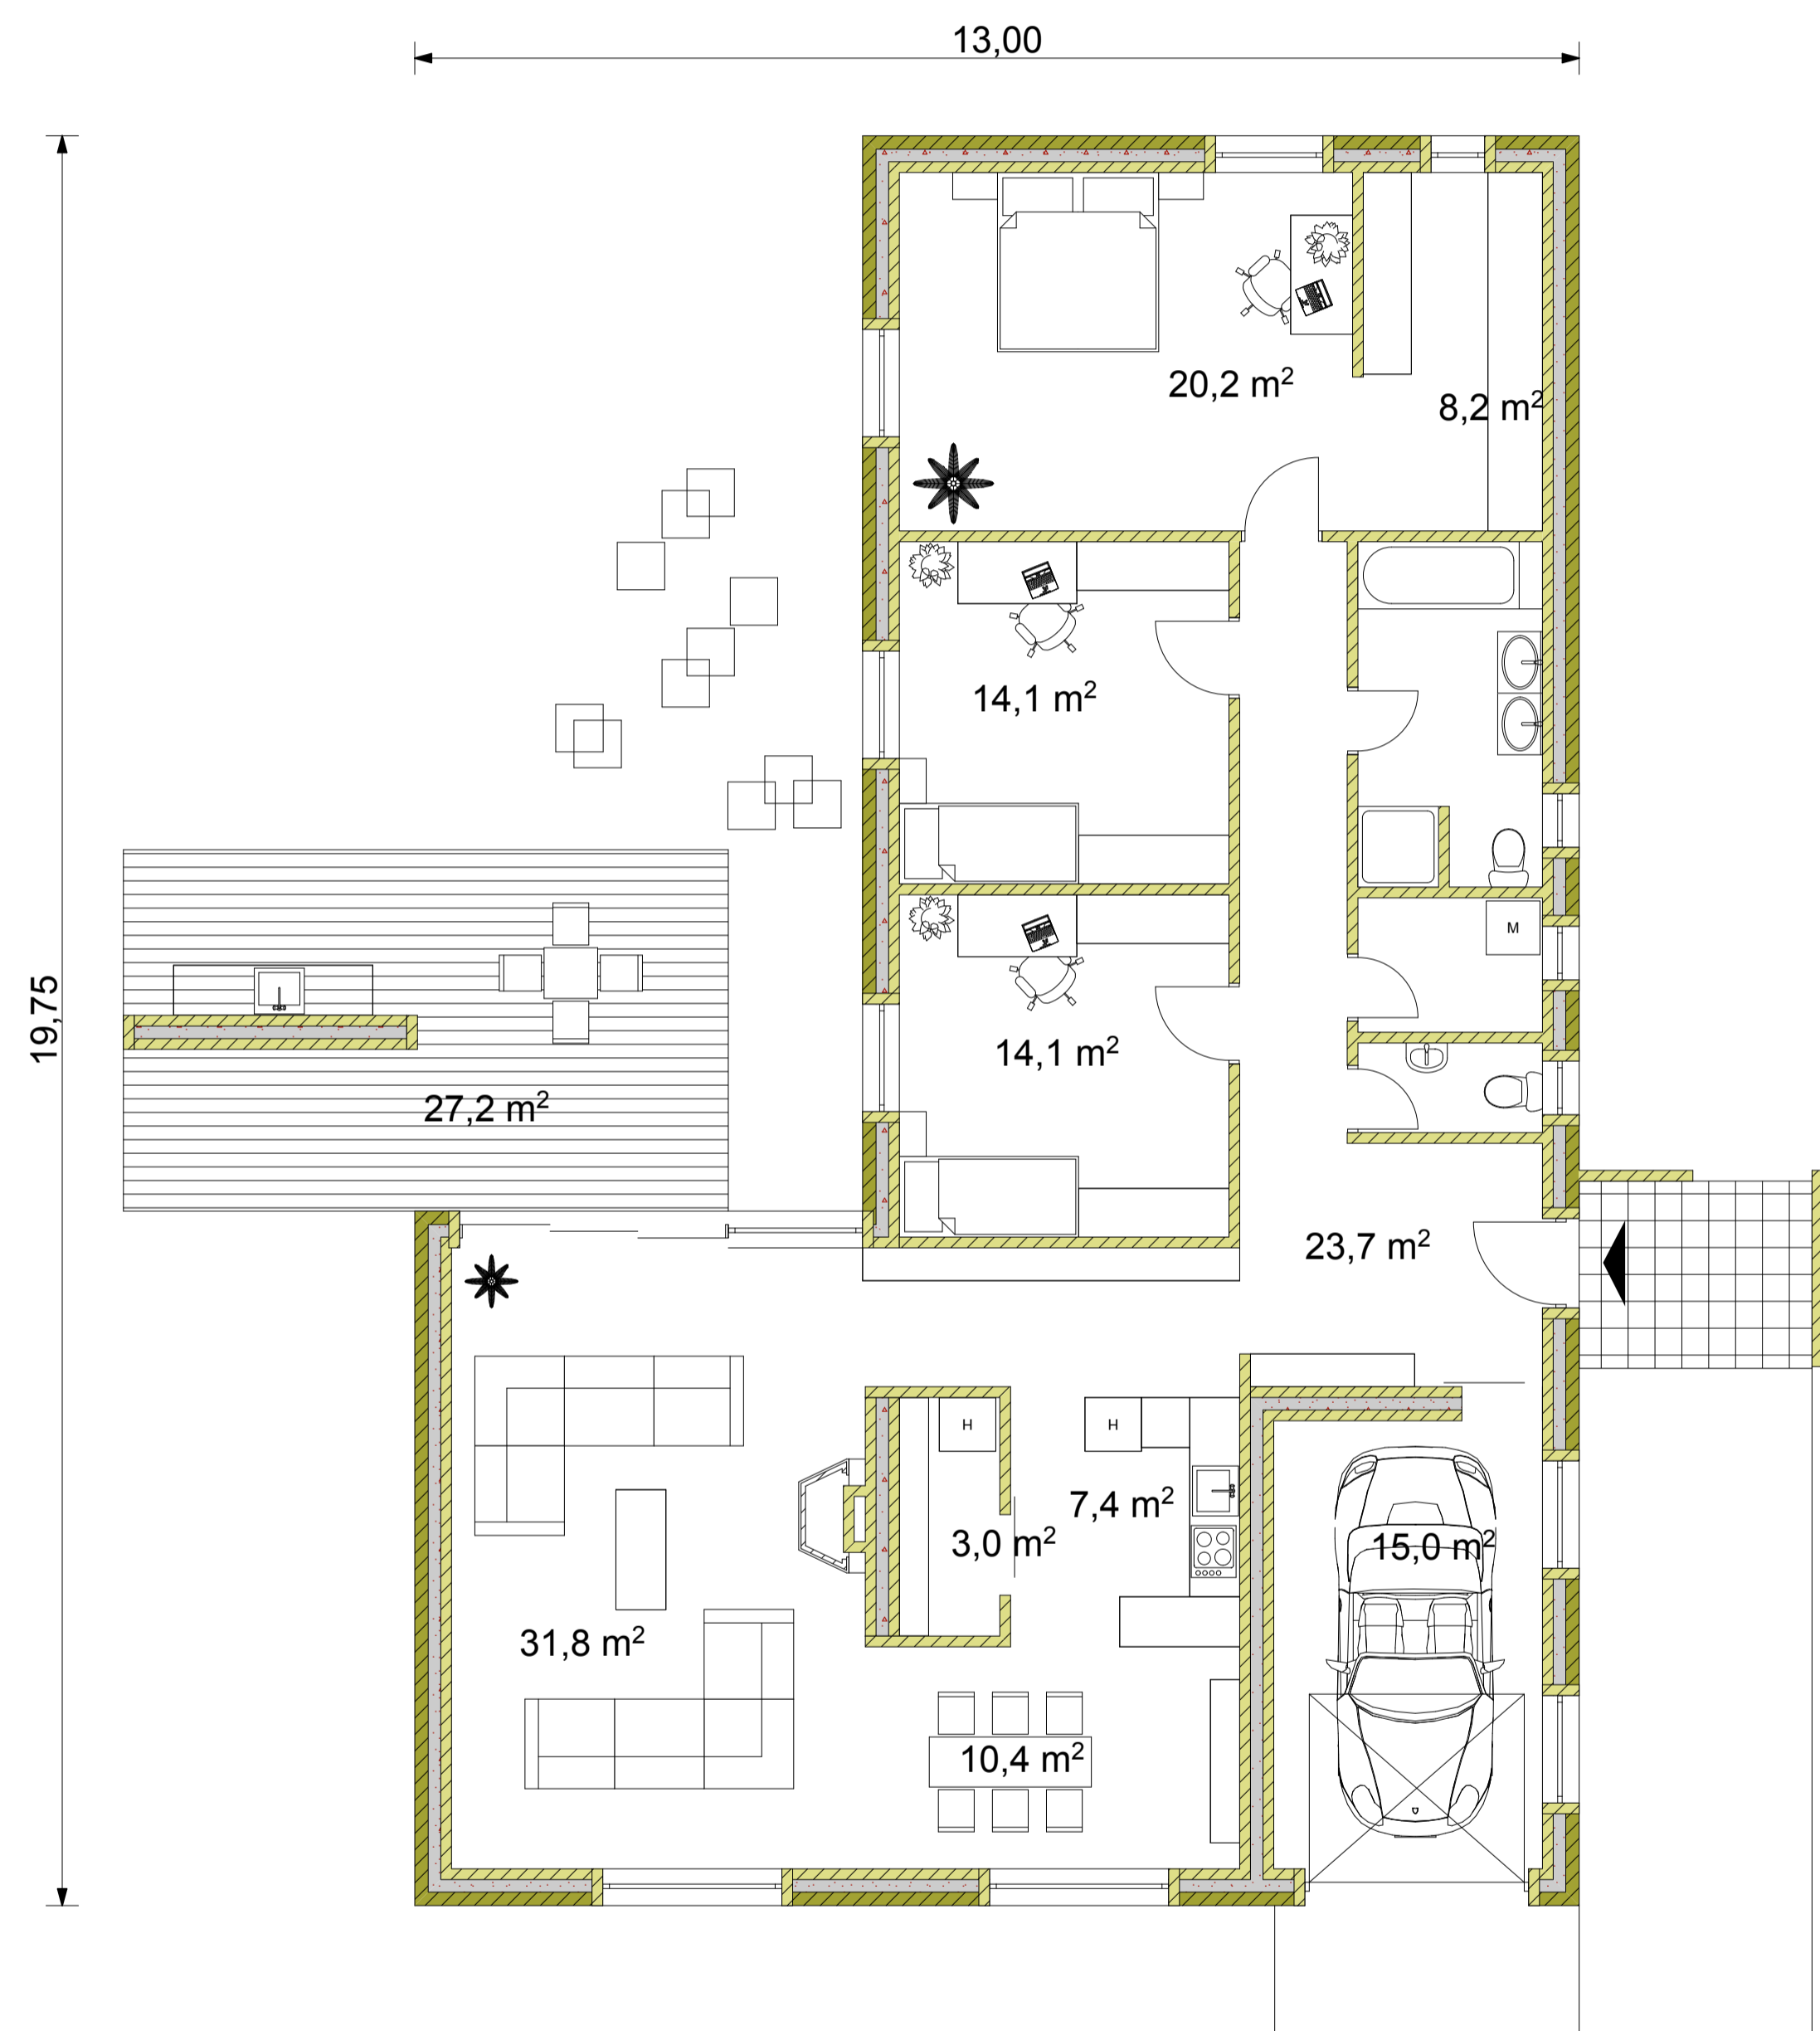 13,00
19,75
20,2 m²
8,2 m²
14,1 m²
M
14,1 m²
27,2 m²
23,7 m²
H
H
7,4 m²
3,0 m²
15,0 m²
31,8 m²
10,4 m²